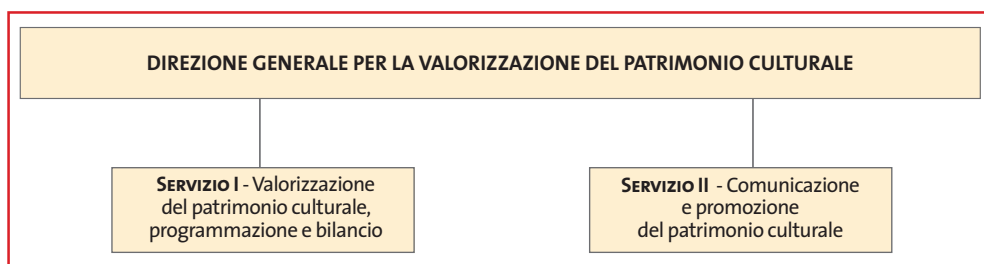 DIREZIONE GENERALE PER LA VALORIZZAZIONE DEL PATRIMONIO CULTURALE
SERVIZIO I - Valorizzazione
del patrimonio culturale,
programmazione e bilancio
SERVIZIO II - Comunicazione
e promozione
del patrimonio culturale